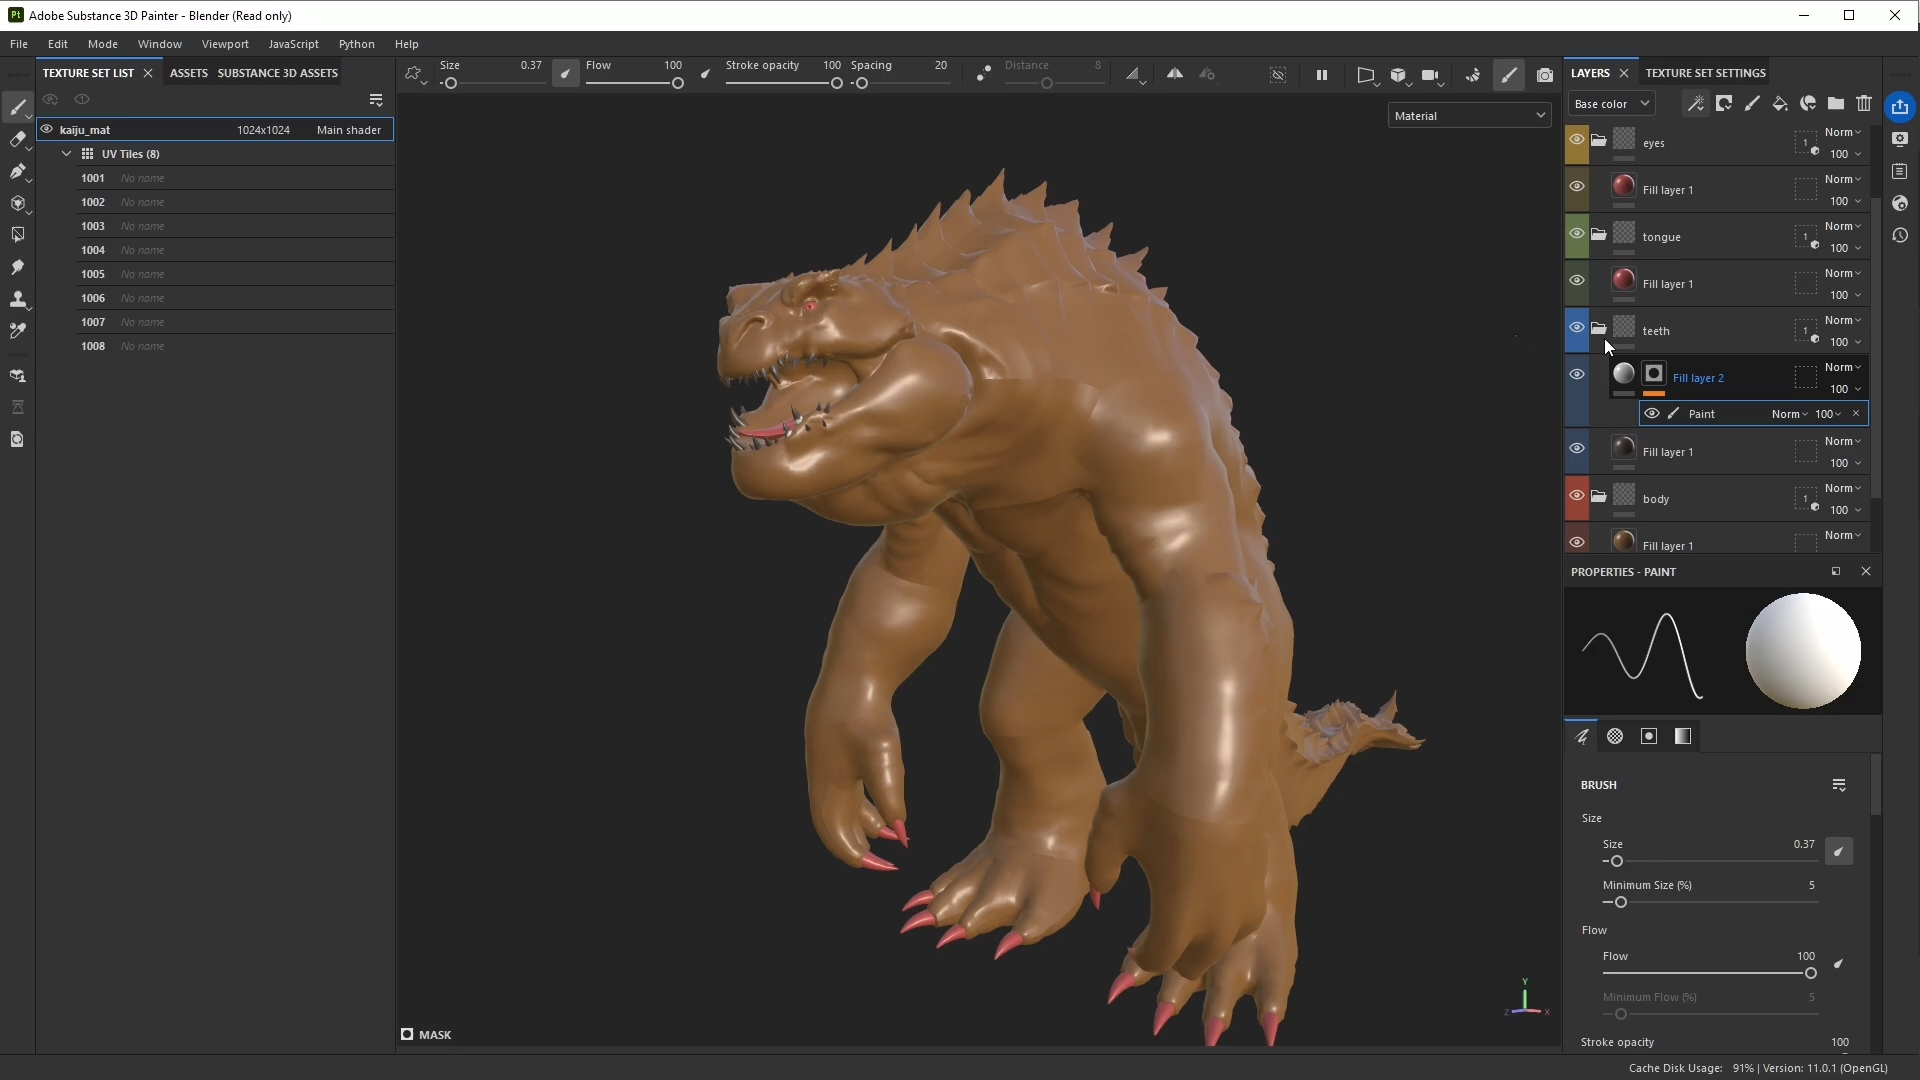 Pt Adobe Substance 3D Painter - Blender (Read only)
File Edit Mode Window Viewport JavaScript Python Help
TEXTURE SET LIST ASSETS SUBSTANCE 3D ASSETS
Size 0.37 Flow 100 Stroke opacity 100 Spacing 20 Distance 8
Material
kaiju_mat 1024x1024 Main shader
UV Tiles (8)
1001 No name
1002 No name
1003 No name
1004 No name
1005 No name
1006 No name
1007 No name
1008 No name
LAYERS TEXTURE SET SETTINGS
Base color
eyes 1 Norm 100
Fill layer 1 Norm 100
tongue 1 Norm 100
Fill layer 1 Norm 100
teeth 1 Norm 100
Fill layer 2 Norm 100
Paint Norm 100
Fill layer 1 Norm 100
body 1 Norm 100
Fill layer 1 Norm
PROPERTIES - PAINT
BRUSH
Size
Size 0.37
Minimum Size (%) 5
Flow
Flow 100
Minimum Flow (%) 5
Stroke opacity 100
Y
Z X
MASK
Cache Disk Usage: 91% | Version: 11.0.1 (OpenGL)